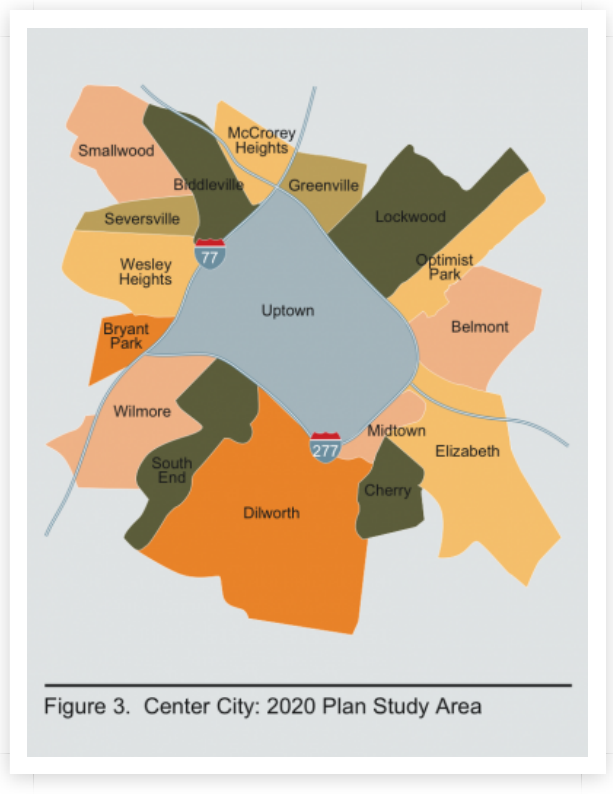 McCrorey
Heights
Smallwood
Biddleville
Greenville
Lockwood
Seversville
77
Wesley
Heights
Optimist
Park
Uptown
Bryant
Park
Belmont
Wilmore
Midtown
277
Elizabeth
South
End
Cherry
Dilworth
Figure 3. Center City: 2020 Plan Study Area